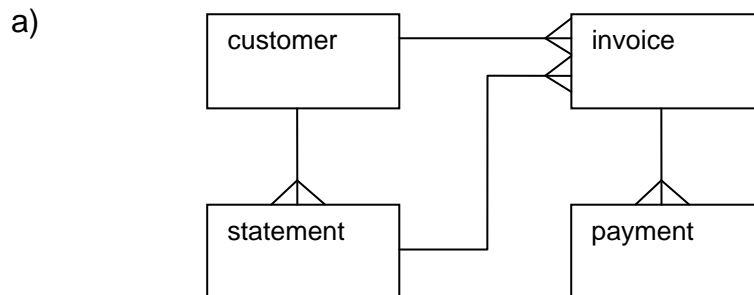 a)
customer
invoice
statement
payment